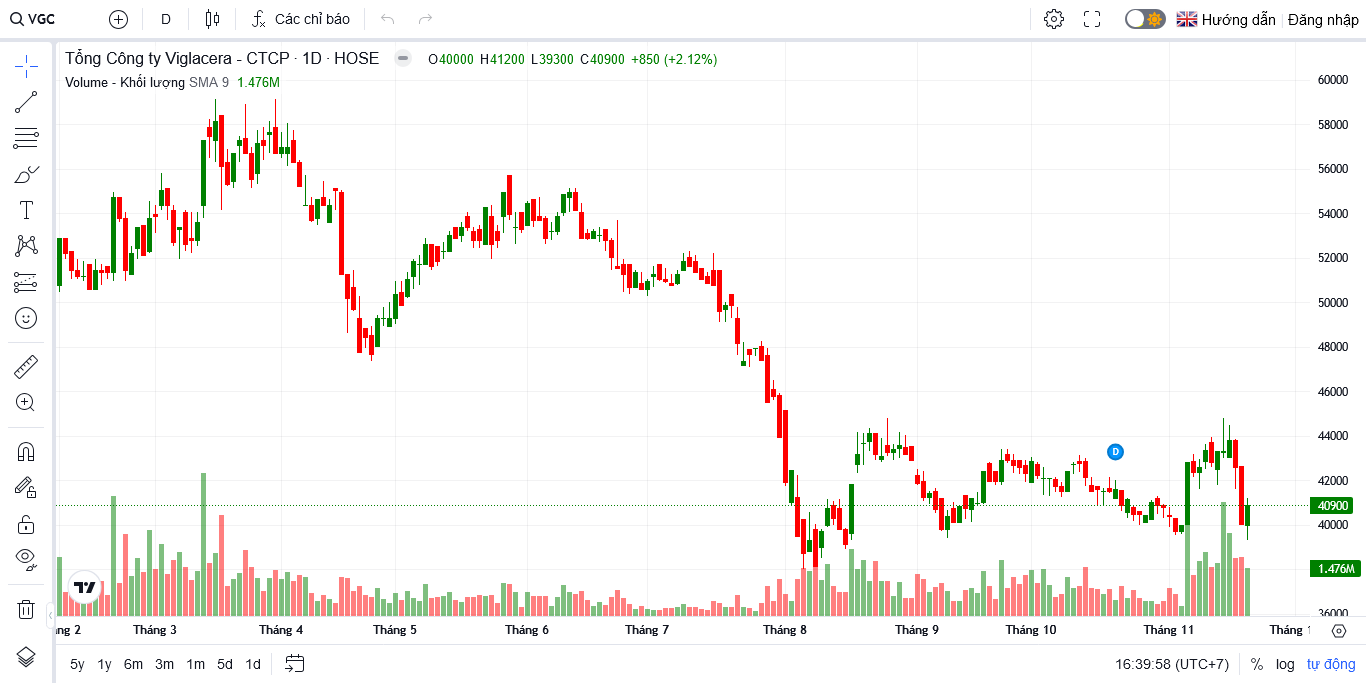 VGC D Các chỉ báo Hướng dẫn Đăng nhập
Tổng Công ty Viglacera - CTCP · 1D · HOSE O40000 H41200 L39300 C40900 +850 (+2.12%)
Volume - Khối lượng SMA 9 1.476M
60000
58000
56000
54000
52000
50000
48000
46000
44000
D
42000
40900
40000
1.476M
36000
ng 2 Tháng 3 Tháng 4 Tháng 5 Tháng 6 Tháng 7 Tháng 8 Tháng 9 Tháng 10 Tháng 11 Tháng 1
5y 1y 6m 3m 1m 5d 1d 16:39:58 (UTC+7) % log tự động